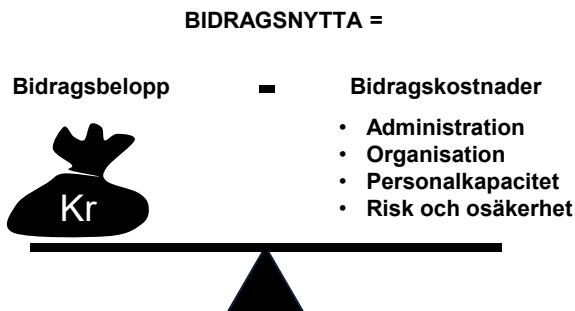 BIDRAGSNYTTA =
Bidragsbelopp - Bidragskostnader
• Administration
• Organisation
• Personalkapacitet
• Risk och osäkerhet
Kr